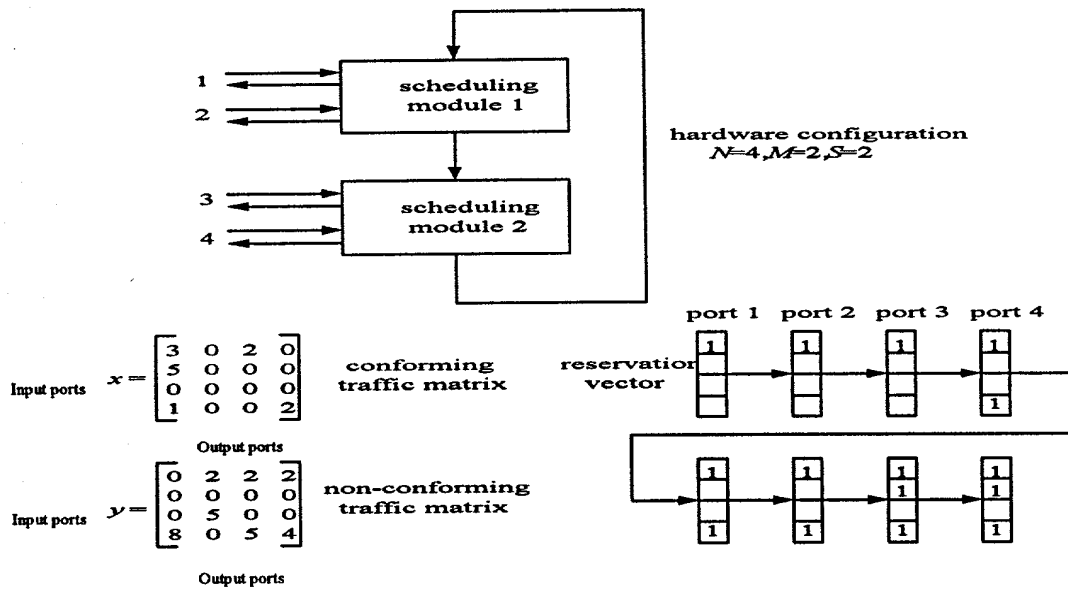 1
2
scheduling
module 1
3
4
scheduling
module 2
hardware configuration
N=4,M=2,S=2
Input ports
x =
3 0 2 0
5 0 0 0
0 0 0 0
1 0 0 2
Output ports
conforming
traffic matrix
Input ports
y =
0 2 2 2
0 0 0 0
0 5 0 0
8 0 5 4
Output ports
non-conforming
traffic matrix
reservation
vector
port 1 port 2 port 3 port 4
1 1 1 1
1
1 1 1 1
1 1
1 1 1 1